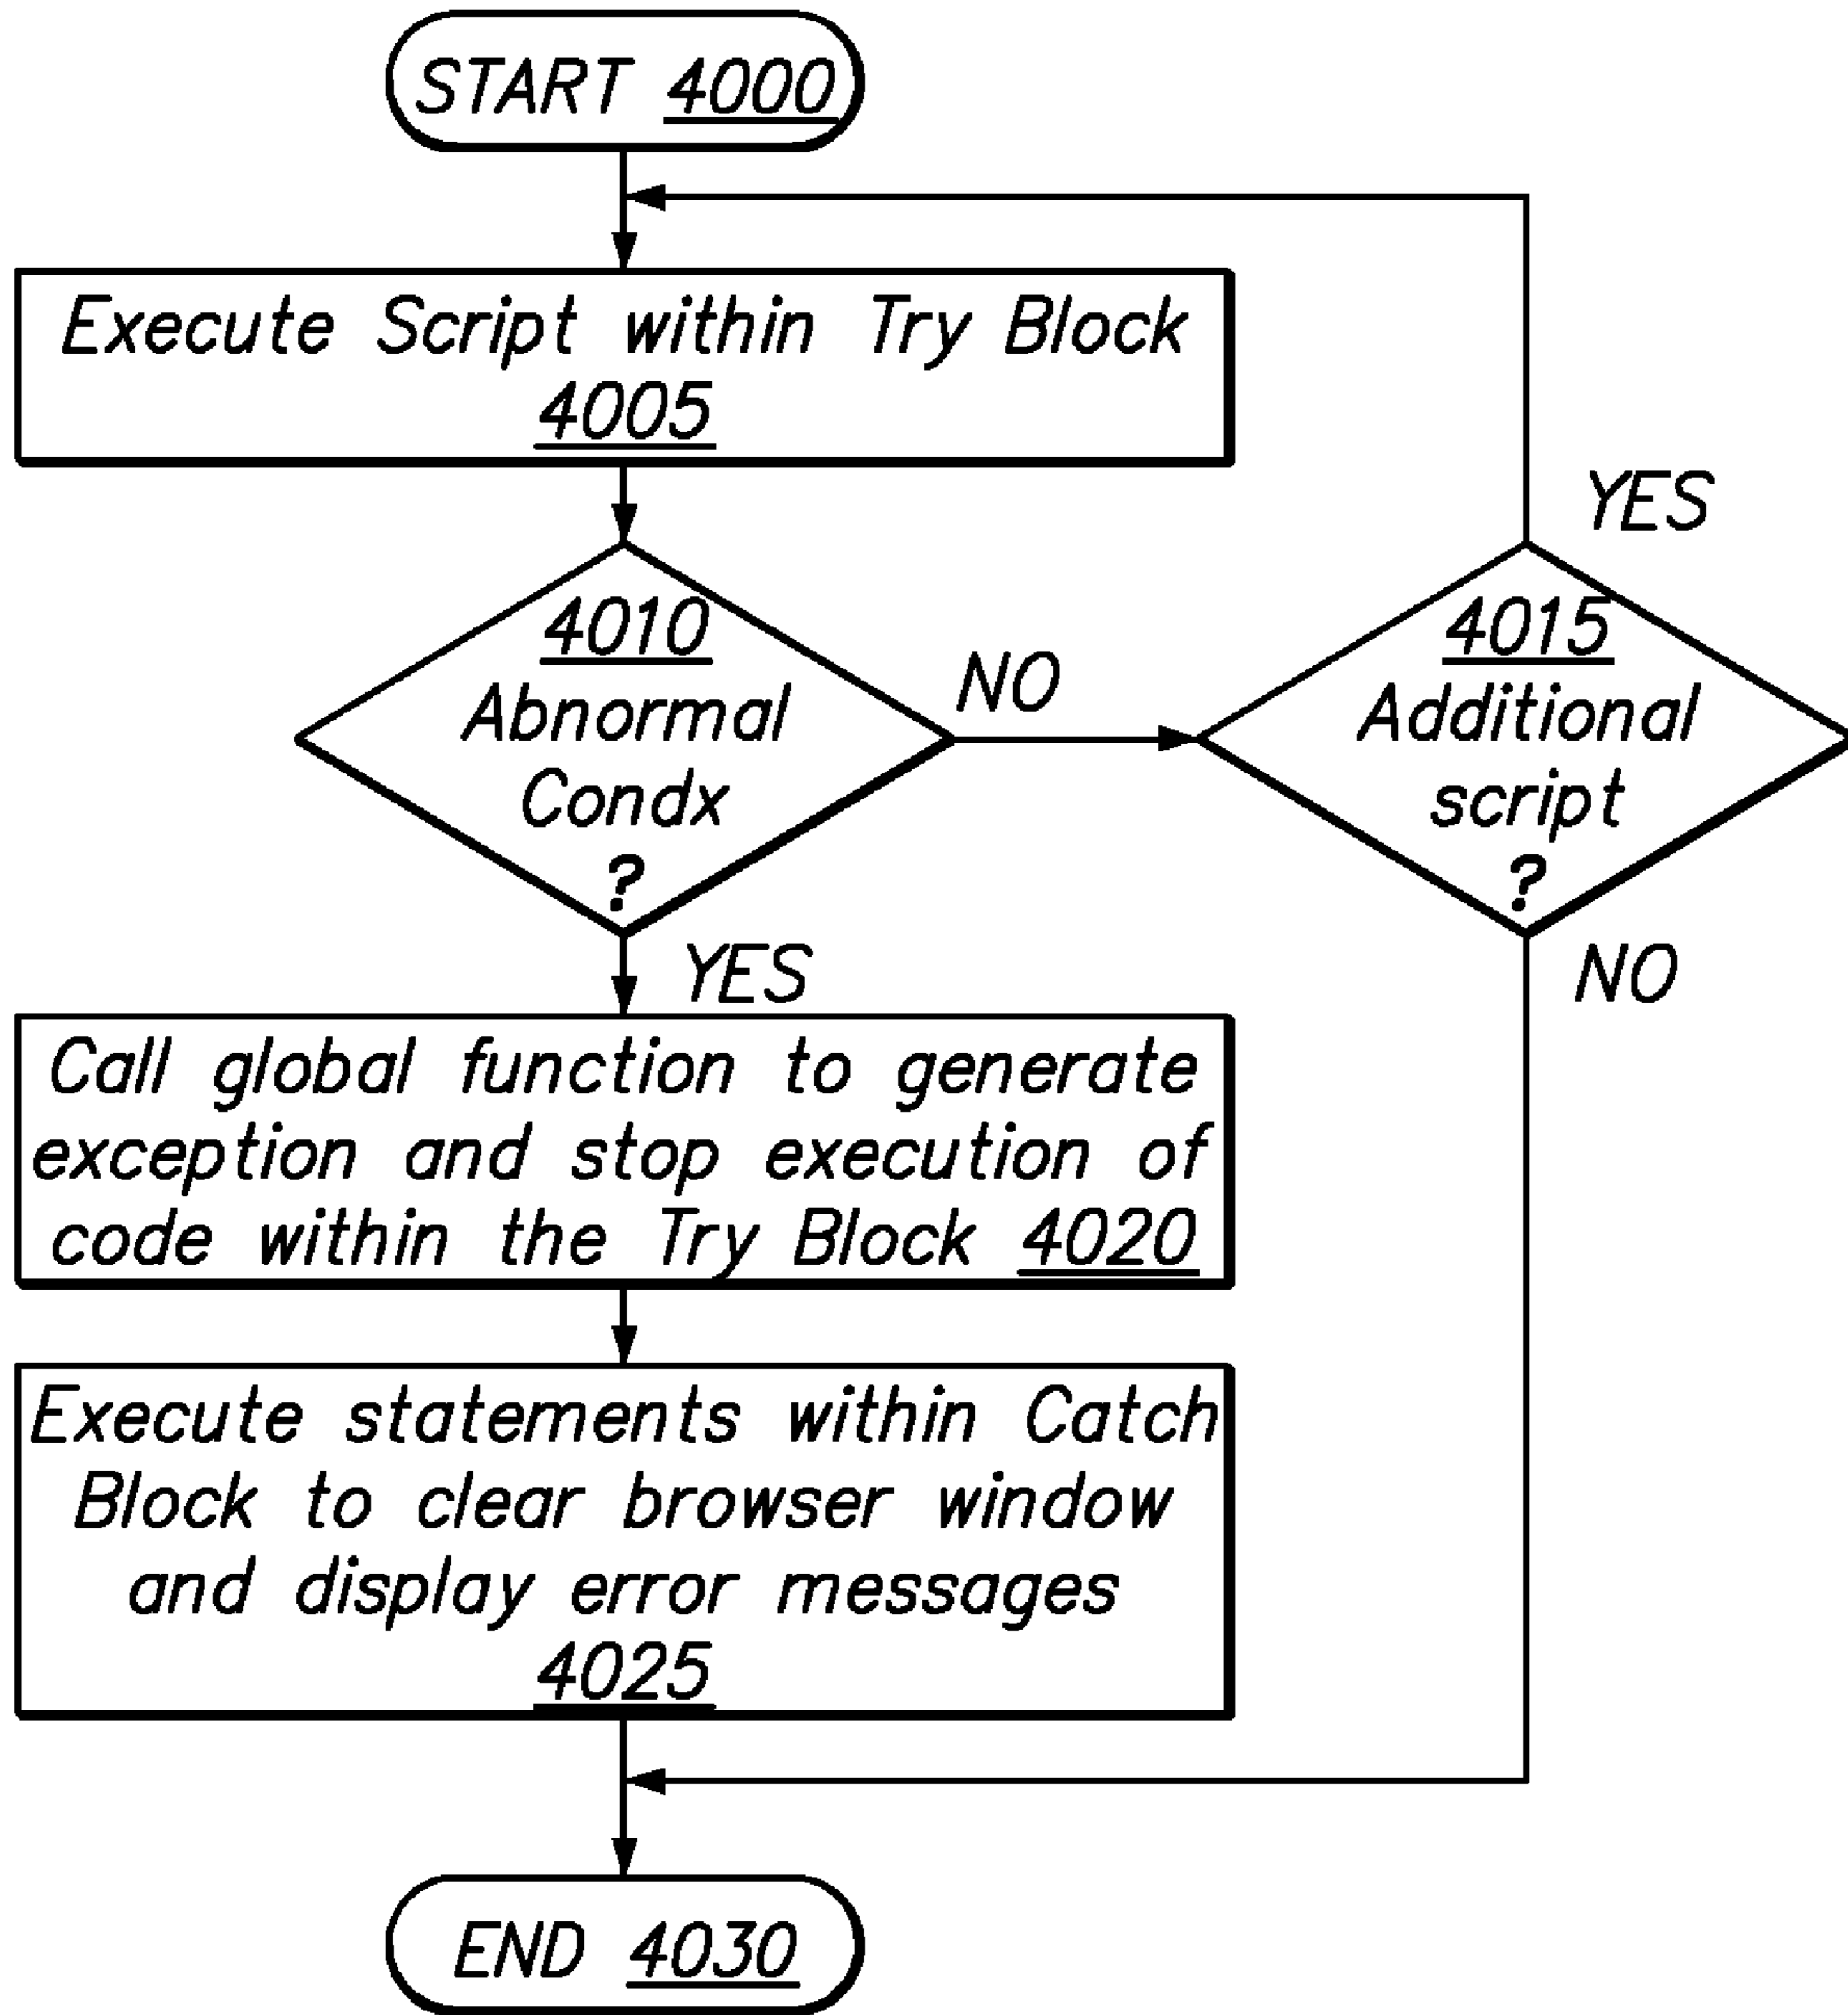 START 4000
Execute Script within Try Block
4005
4010
Abnormal
Condx
?
NO
YES
4015
Additional
script
?
YES
NO
Call global function to generate
exception and stop execution of
code within the Try Block 4020
Execute statements within Catch
Block to clear browser window
and display error messages
4025
END 4030